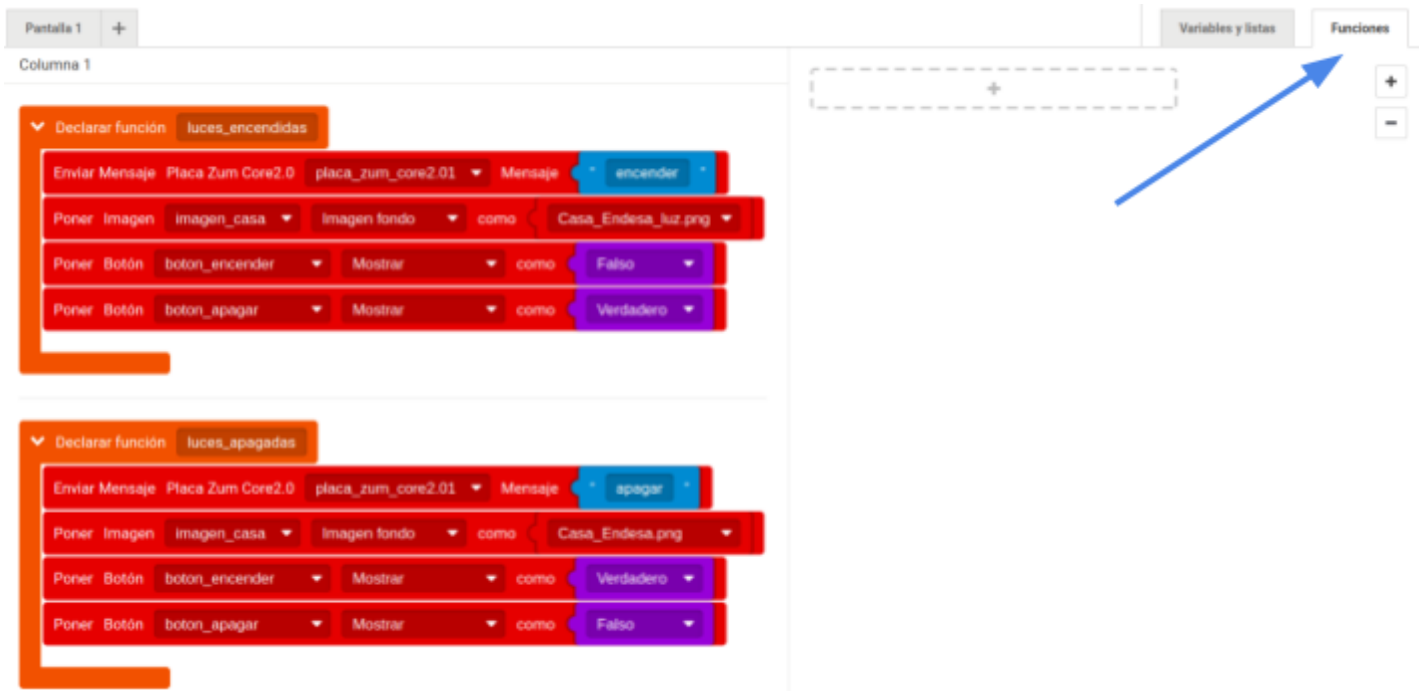 Pantalla 1 + Variables y listas Funciones
Columna 1
+
+
−
Declarar función luces_encendidas
Enviar Mensaje Placa Zum Core2.0 placa_zum_core2.01 Mensaje " encender "
Poner Imagen imagen_casa Imagen fondo como Casa_Endesa_luz.png
Poner Botón boton_encender Mostrar como Falso
Poner Botón boton_apagar Mostrar como Verdadero
Declarar función luces_apagadas
Enviar Mensaje Placa Zum Core2.0 placa_zum_core2.01 Mensaje " apagar "
Poner Imagen imagen_casa Imagen fondo como Casa_Endesa.png
Poner Botón boton_encender Mostrar como Verdadero
Poner Botón boton_apagar Mostrar como Falso